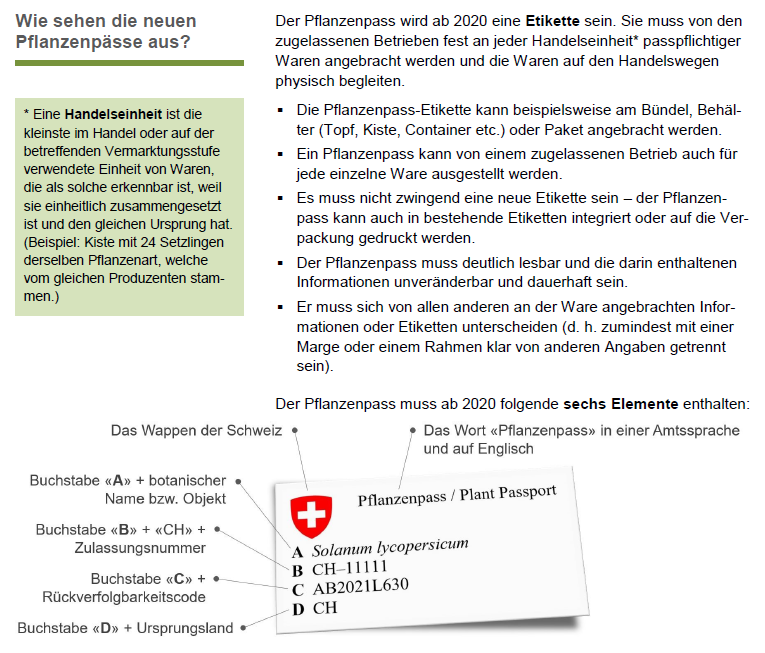 Wie sehen die neuen
Pflanzenpässe aus?
* Eine Handelseinheit ist die
kleinste im Handel oder auf der
betreffenden Vermarktungsstufe
verwendete Einheit von Waren,
die als solche erkennbar ist, weil
sie einheitlich zusammengesetzt
ist und den gleichen Ursprung hat.
(Beispiel: Kiste mit 24 Setzlingen
derselben Pflanzenart, welche
vom gleichen Produzenten stam-
men.)
Der Pflanzenpass wird ab 2020 eine Etikette sein. Sie muss von den
zugelassenen Betrieben fest an jeder Handelseinheit* passpflichtiger
Waren angebracht werden und die Waren auf den Handelswegen
physisch begleiten.
▪ Die Pflanzenpass-Etikette kann beispielsweise am Bündel, Behäl-
ter (Topf, Kiste, Container etc.) oder Paket angebracht werden.
▪ Ein Pflanzenpass kann von einem zugelassenen Betrieb auch für
jede einzelne Ware ausgestellt werden.
▪ Es muss nicht zwingend eine neue Etikette sein – der Pflanzen-
pass kann auch in bestehende Etiketten integriert oder auf die Ver-
packung gedruckt werden.
▪ Der Pflanzenpass muss deutlich lesbar und die darin enthaltenen
Informationen unveränderbar und dauerhaft sein.
▪ Er muss sich von allen anderen an der Ware angebrachten Infor-
mationen oder Etiketten unterscheiden (d. h. zumindest mit einer
Marge oder einem Rahmen klar von anderen Angaben getrennt
sein).
Der Pflanzenpass muss ab 2020 folgende sechs Elemente enthalten:
Das Wappen der Schweiz
Das Wort «Pflanzenpass» in einer Amtssprache
und auf Englisch
Buchstabe «A» + botanischer
Name bzw. Objekt
Buchstabe «B» + «CH» +
Zulassungsnummer
Buchstabe «C» +
Rückverfolgbarkeitscode
Buchstabe «D» + Ursprungsland
Pflanzenpass / Plant Passport
A Solanum lycopersicum
B CH–11111
C AB2021L630
D CH